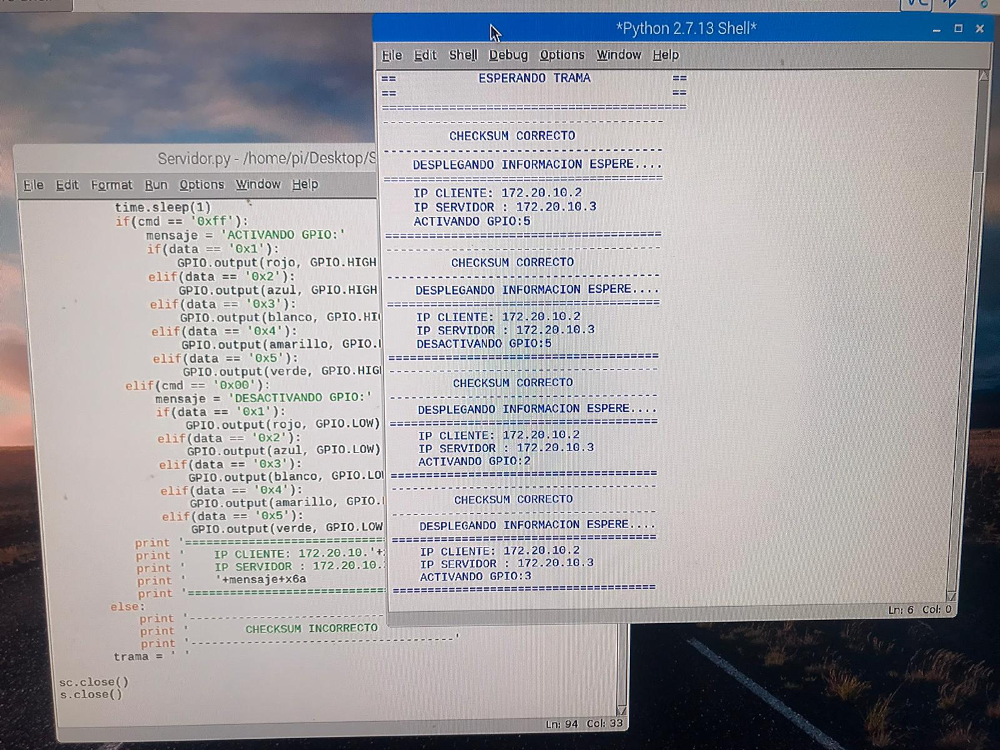 *Python 2.7.13 Shell*
File Edit Shell Debug Options Window Help
== ESPERANDO TRAMA ==
== ==
==========================================
---------------------------------------
CHECKSUM CORRECTO
---------------------------------------
DESPLEGANDO INFORMACION ESPERE....
=======================================
IP CLIENTE: 172.20.10.2
IP SERVIDOR : 172.20.10.3
ACTIVANDO GPIO:5
=======================================
---------------------------------------
CHECKSUM CORRECTO
---------------------------------------
DESPLEGANDO INFORMACION ESPERE....
=======================================
IP CLIENTE: 172.20.10.2
IP SERVIDOR : 172.20.10.3
DESACTIVANDO GPIO:5
=======================================
---------------------------------------
CHECKSUM CORRECTO
---------------------------------------
DESPLEGANDO INFORMACION ESPERE....
=======================================
IP CLIENTE: 172.20.10.2
IP SERVIDOR : 172.20.10.3
ACTIVANDO GPIO:2
=======================================
---------------------------------------
CHECKSUM CORRECTO
---------------------------------------
DESPLEGANDO INFORMACION ESPERE....
=======================================
IP CLIENTE: 172.20.10.2
IP SERVIDOR : 172.20.10.3
ACTIVANDO GPIO:3
=======================================
Ln: 6 Col: 0
Servidor.py - /home/pi/Desktop/S
File Edit Format Run Options Window Help
time.sleep(1)
if(cmd == '0xff'):
mensaje = 'ACTIVANDO GPIO:'
if(data == '0x1'):
GPIO.output(rojo, GPIO.HIGH
elif(data == '0x2'):
GPIO.output(azul, GPIO.HIGH
elif(data == '0x3'):
GPIO.output(blanco, GPIO.HI
elif(data == '0x4'):
GPIO.output(amarillo, GPIO.
elif(data == '0x5'):
GPIO.output(verde, GPIO.HIG
elif(cmd == '0x00'):
mensaje = 'DESACTIVANDO GPIO:'
if(data == '0x1'):
GPIO.output(rojo, GPIO.LOW)
elif(data == '0x2'):
GPIO.output(azul, GPIO.LOW)
elif(data == '0x3'):
GPIO.output(blanco, GPIO.LO
elif(data == '0x4'):
GPIO.output(amarillo, GPIO.
elif(data == '0x5'):
GPIO.output(verde, GPIO.LOW
print '===========================
print ' IP CLIENTE: 172.20.10.'+
print ' IP SERVIDOR : 172.20.10.
print ' '+mensaje+x6a
print '===========================
else:
print '---------------------------
print ' CHECKSUM INCORRECTO
print '-----------------------------------'
trama = ' '
sc.close()
s.close()
Ln: 94 Col: 33